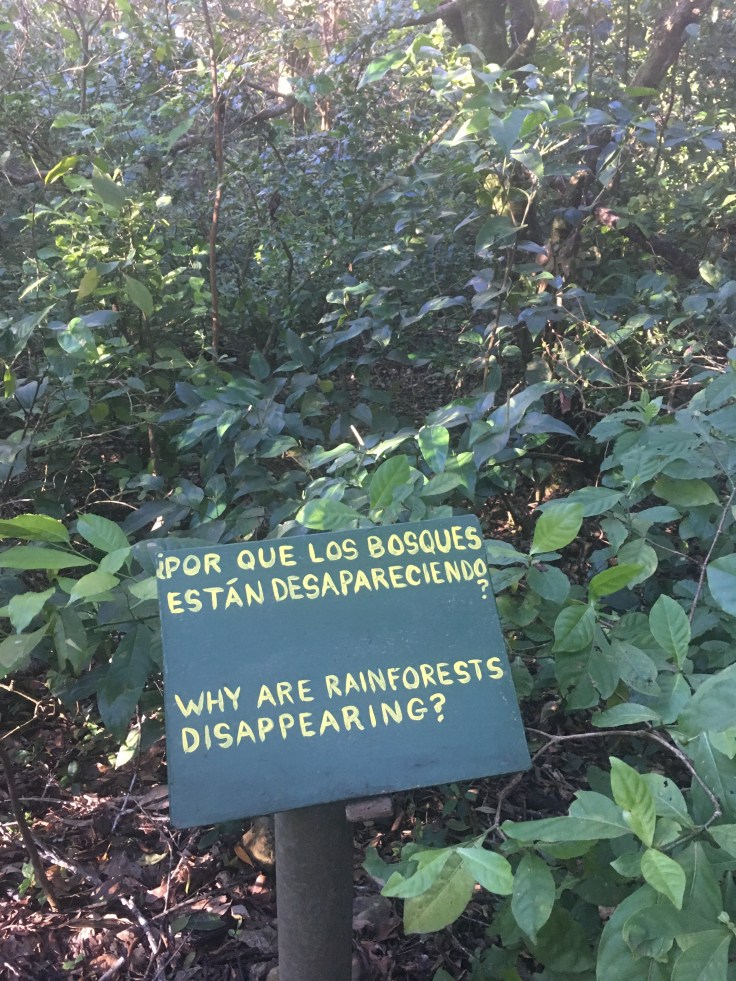 ¿POR QUE LOS BOSQUES
ESTÁN DESAPARECIENDO?
WHY ARE RAINFORESTS
DISAPPEARING?